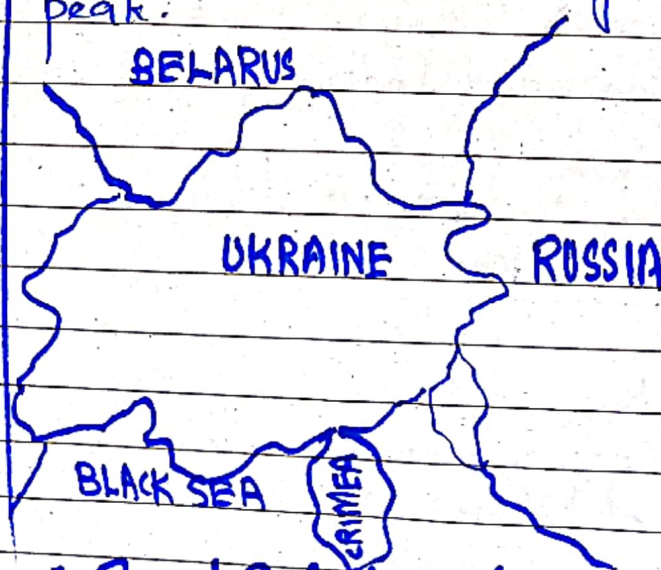 peak.
BELARUS
UKRAINE RUSSIA
BLACK SEA
CRIMEA